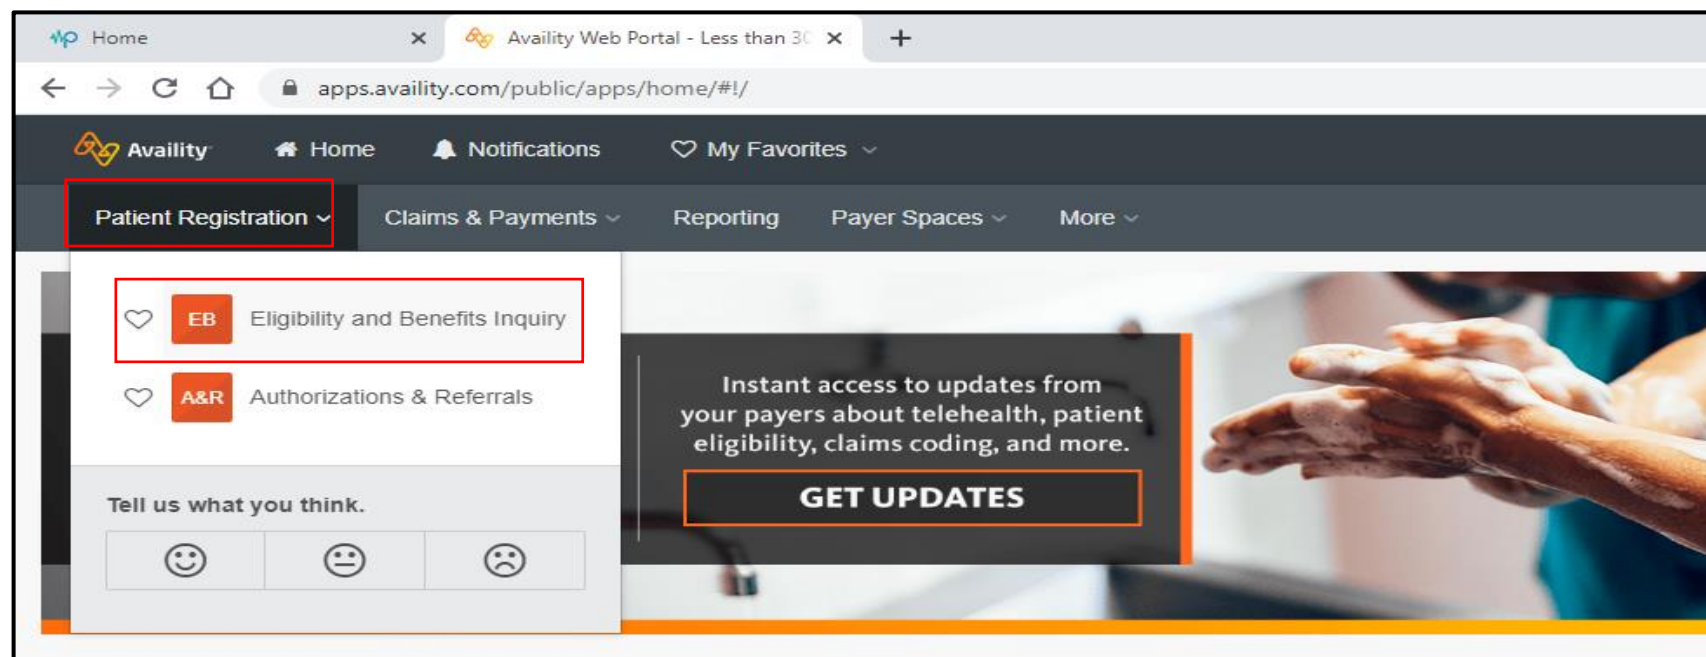 Home
Availity Web Portal - Less than 30
apps.availity.com/public/apps/home/#!/
Availity Home Notifications My Favorites
Patient Registration Claims & Payments Reporting Payer Spaces More
EB Eligibility and Benefits Inquiry
A&R Authorizations & Referrals
Tell us what you think.
Instant access to updates from
your payers about telehealth, patient
eligibility, claims coding, and more.
GET UPDATES